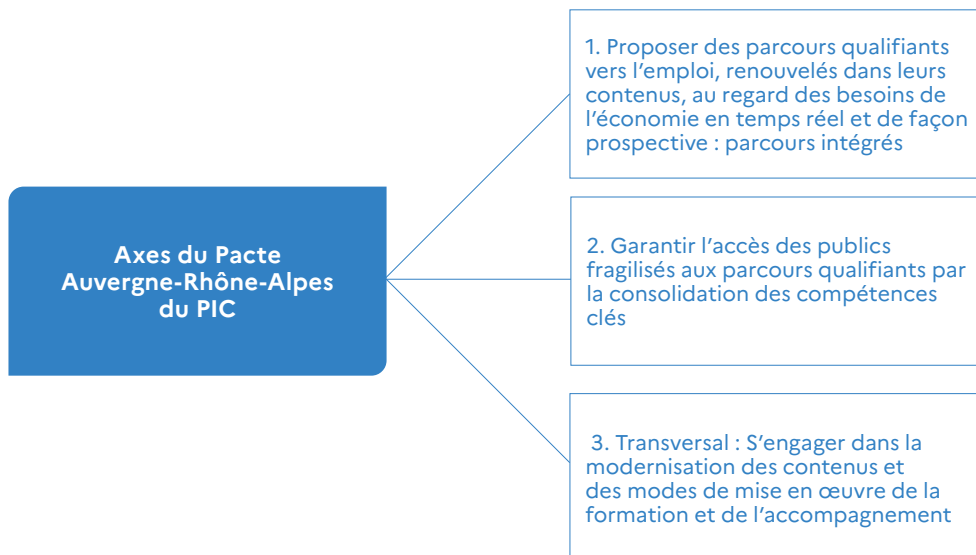 Axes du Pacte
Auvergne-Rhône-Alpes
du PIC
1. Proposer des parcours qualifiants
vers l’emploi, renouvelés dans leurs
contenus, au regard des besoins de
l’économie en temps réel et de façon
prospective : parcours intégrés
2. Garantir l’accès des publics
fragilisés aux parcours qualifiants par
la consolidation des compétences
clés
3. Transversal : S’engager dans la
modernisation des contenus et
des modes de mise en œuvre de la
formation et de l’accompagnement